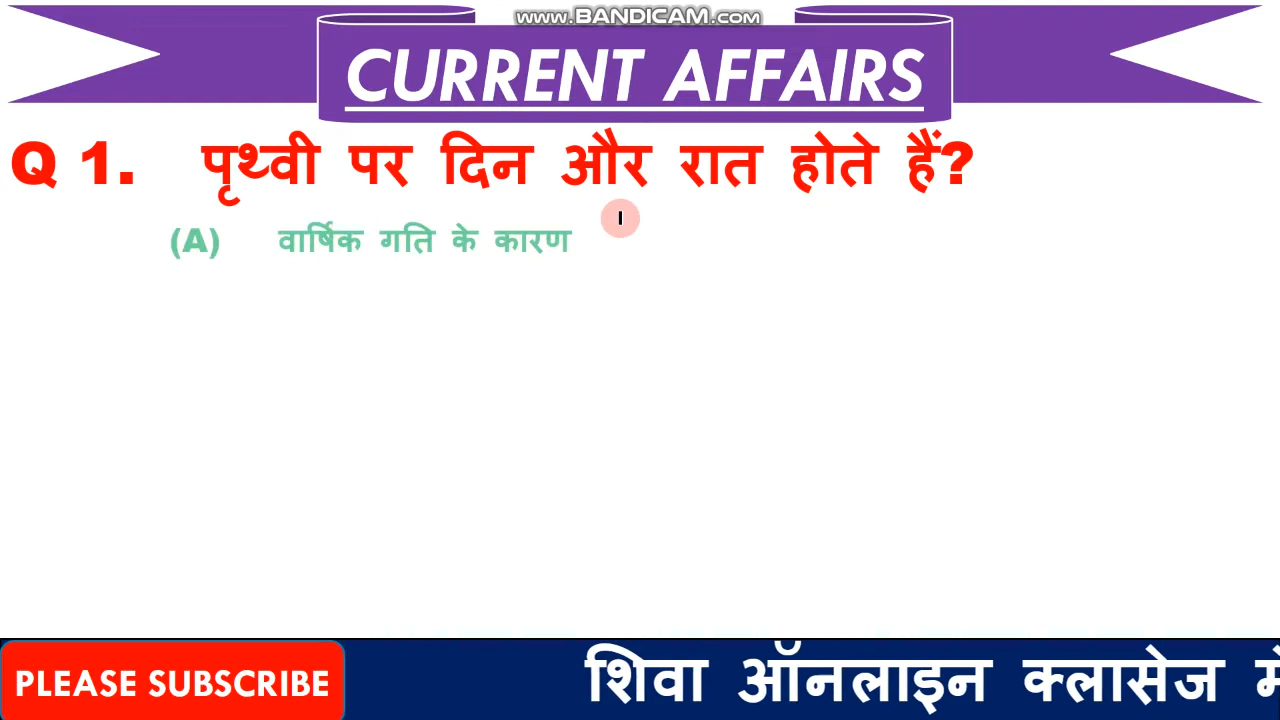 www.BANDICAM.com
CURRENT AFFAIRS
Q 1. पृथ्वी पर दिन और रात होते हैं?
(A) वार्षिक गति के कारण
PLEASE SUBSCRIBE
शिवा ऑनलाइन क्लासेज